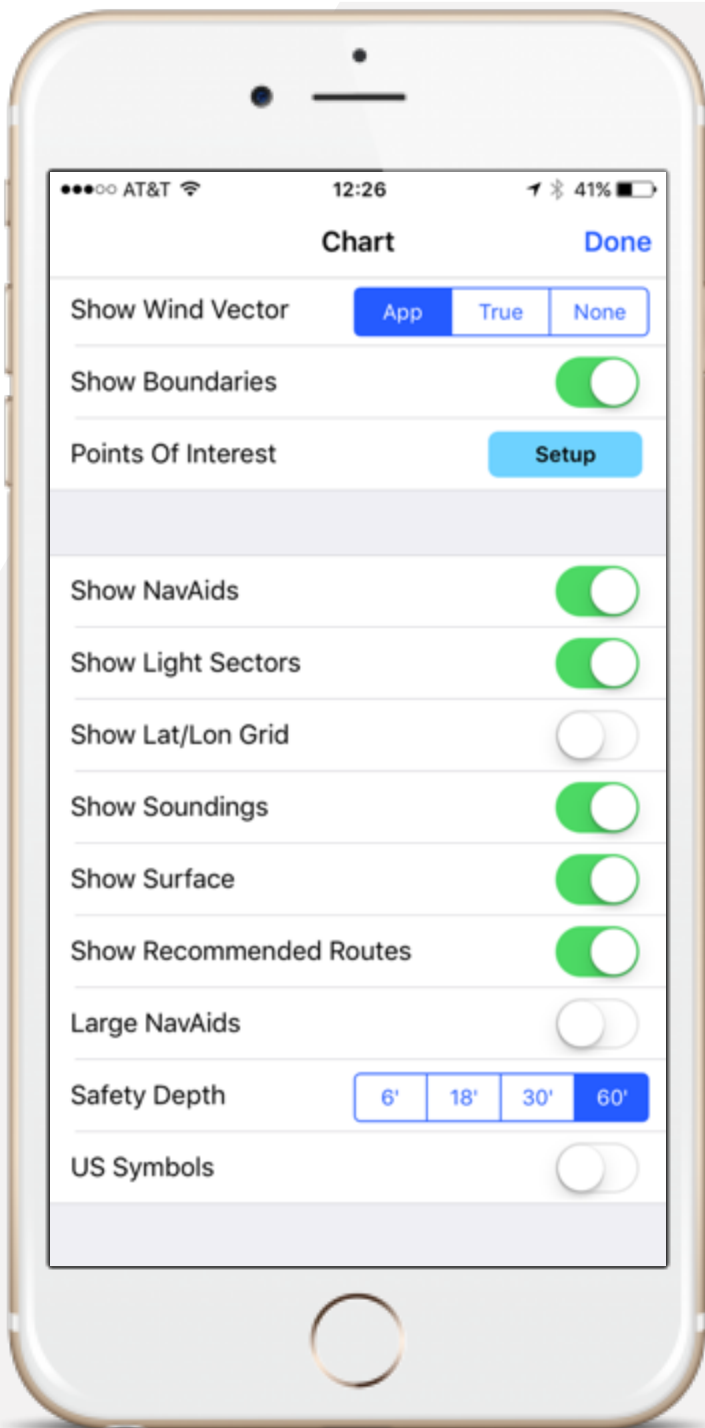 AT&T 12:26 41%
Chart Done
Show Wind Vector App True None
Show Boundaries
Points Of Interest Setup
Show NavAids
Show Light Sectors
Show Lat/Lon Grid
Show Soundings
Show Surface
Show Recommended Routes
Large NavAids
Safety Depth 6' 18' 30' 60'
US Symbols